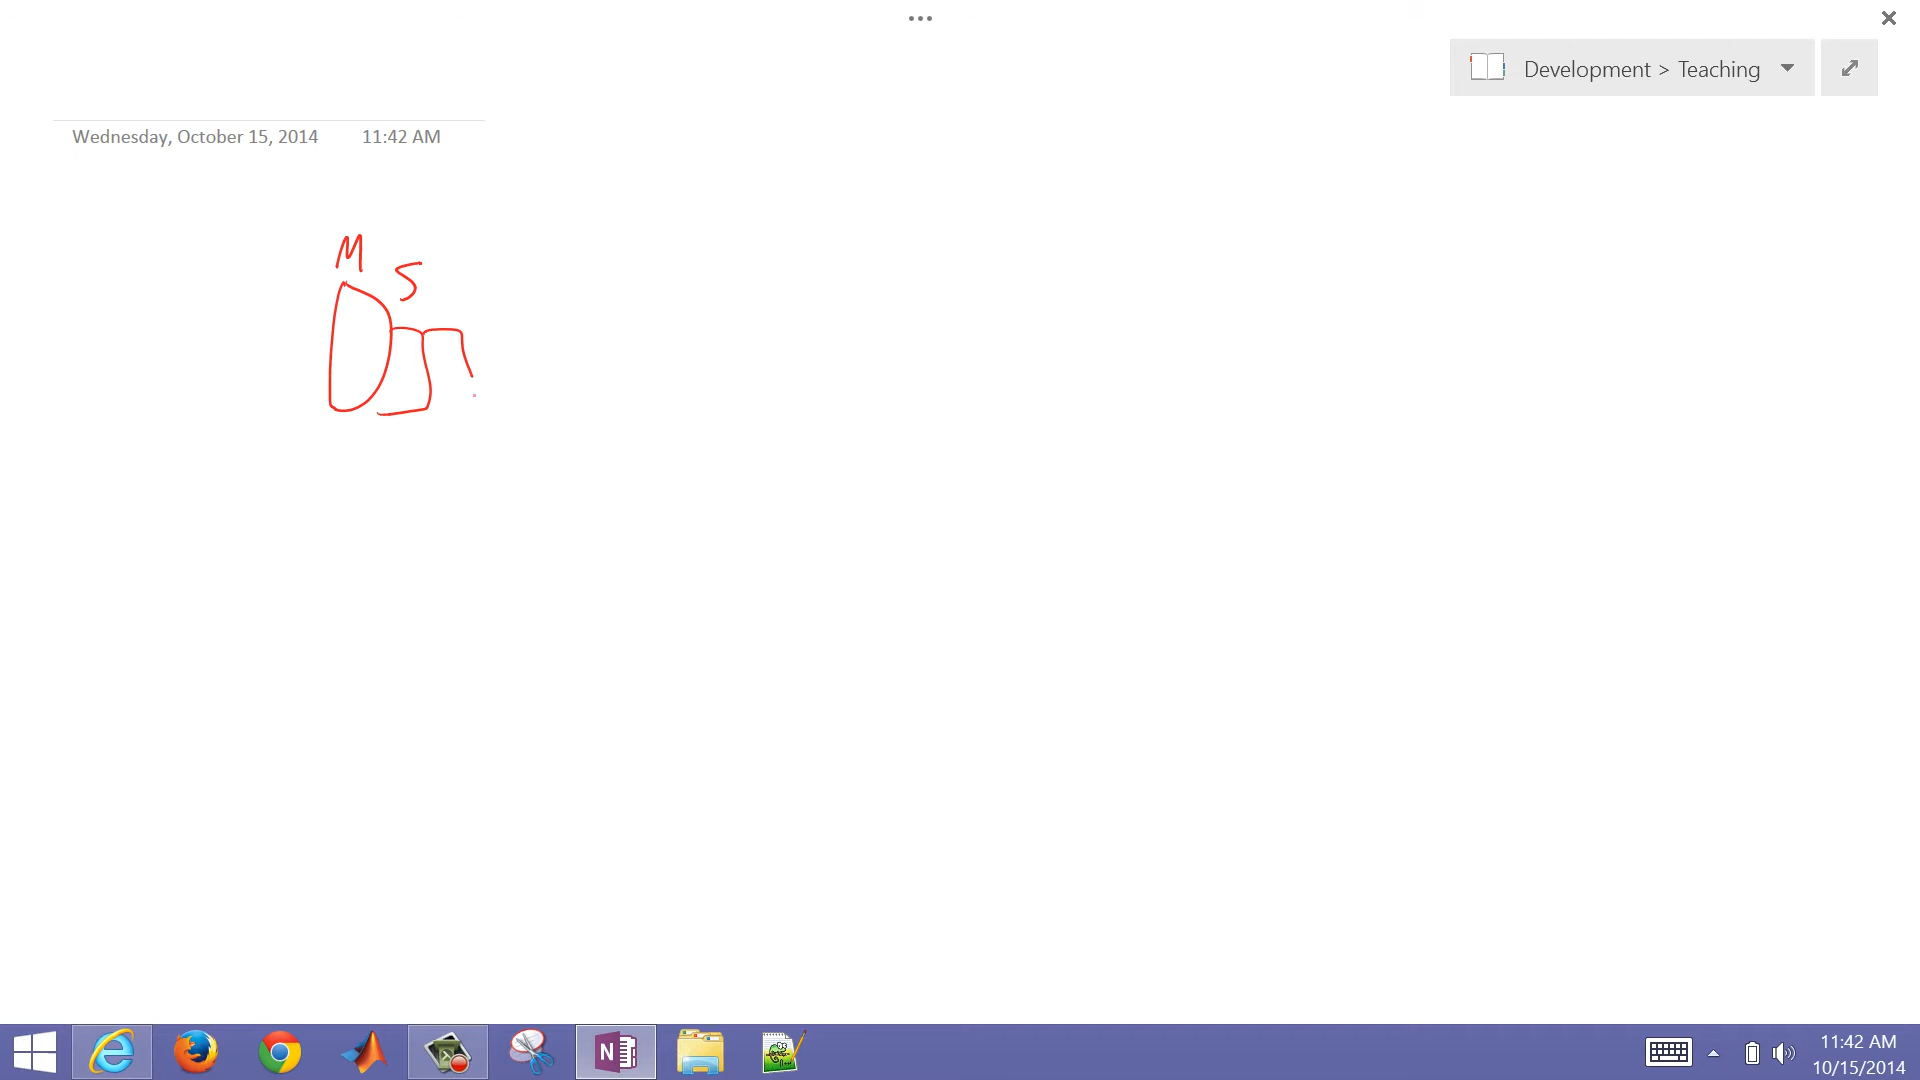 Development > Teaching
Wednesday, October 15, 2014 11:42 AM
M
S
N
11:42 AM
10/15/2014